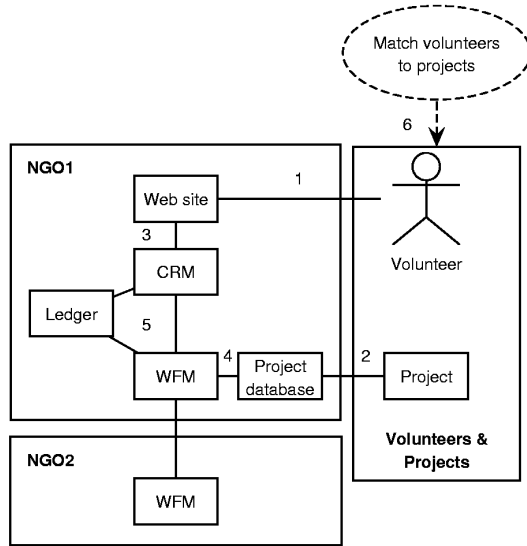 Match volunteers
to projects
6
NGO1
Web site
1
3
CRM
Volunteer
Ledger
5
4
2
WFM
Project
database
Project
Volunteers &
Projects
NGO2
WFM